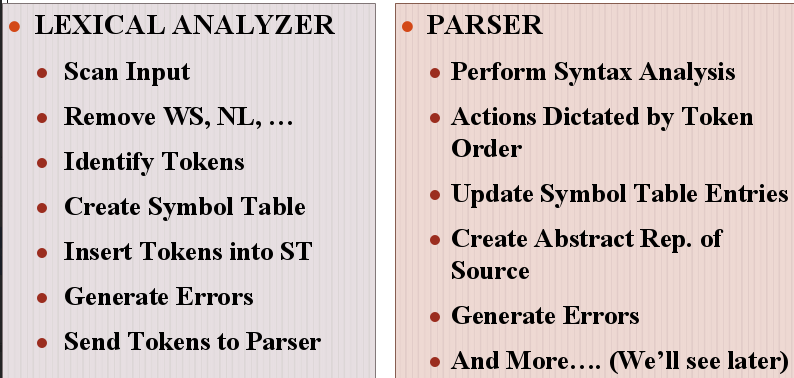 LEXICAL ANALYZER
Scan Input
Remove WS, NL, …
Identify Tokens
Create Symbol Table
Insert Tokens into ST
Generate Errors
Send Tokens to Parser
PARSER
Perform Syntax Analysis
Actions Dictated by Token
Order
Update Symbol Table Entries
Create Abstract Rep. of
Source
Generate Errors
And More…. (We’ll see later)